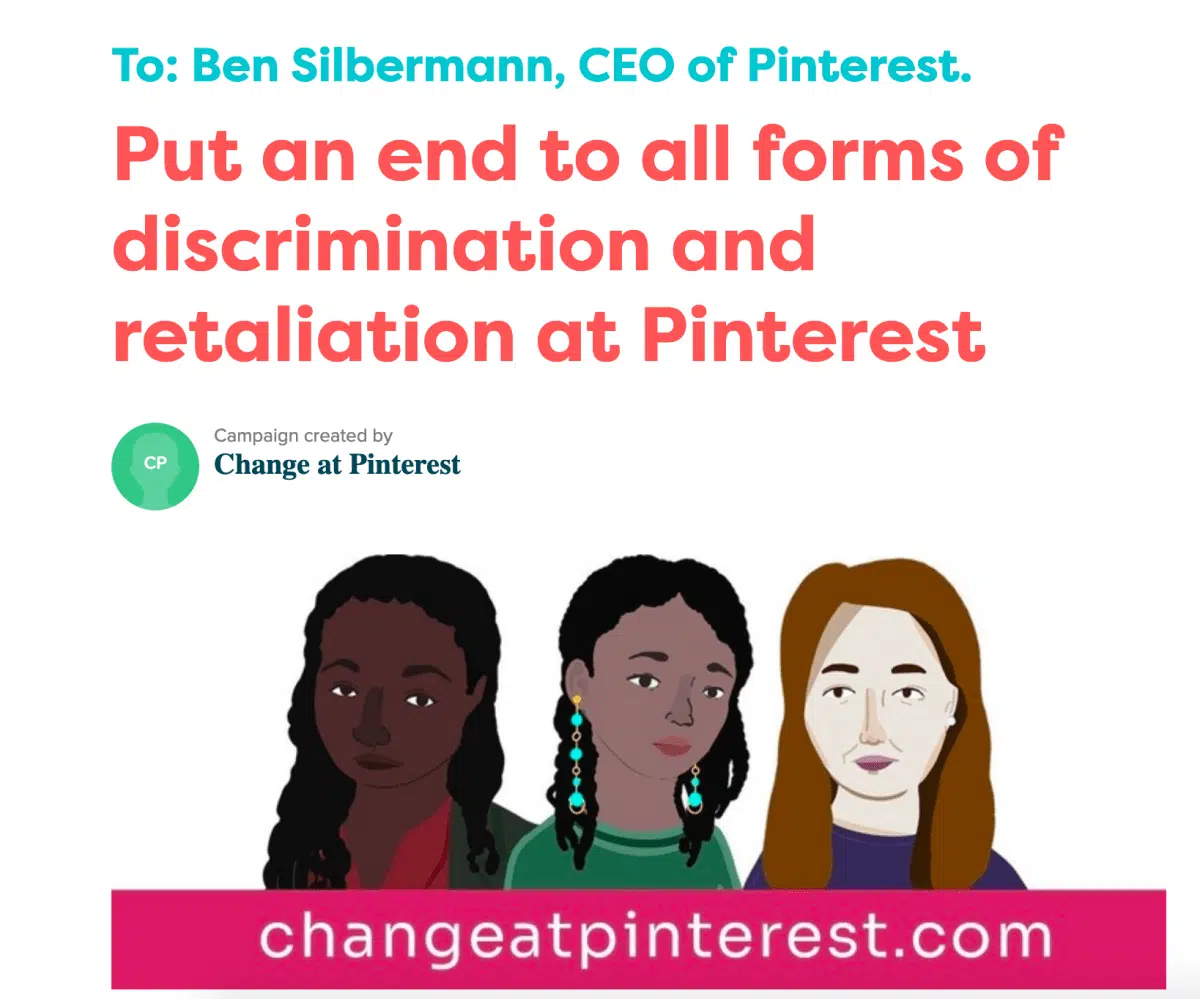 To: Ben Silbermann, CEO of Pinterest.
Put an end to all forms of
discrimination and
retaliation at Pinterest
Campaign created by
CP
Change at Pinterest
changeatpinterest.com